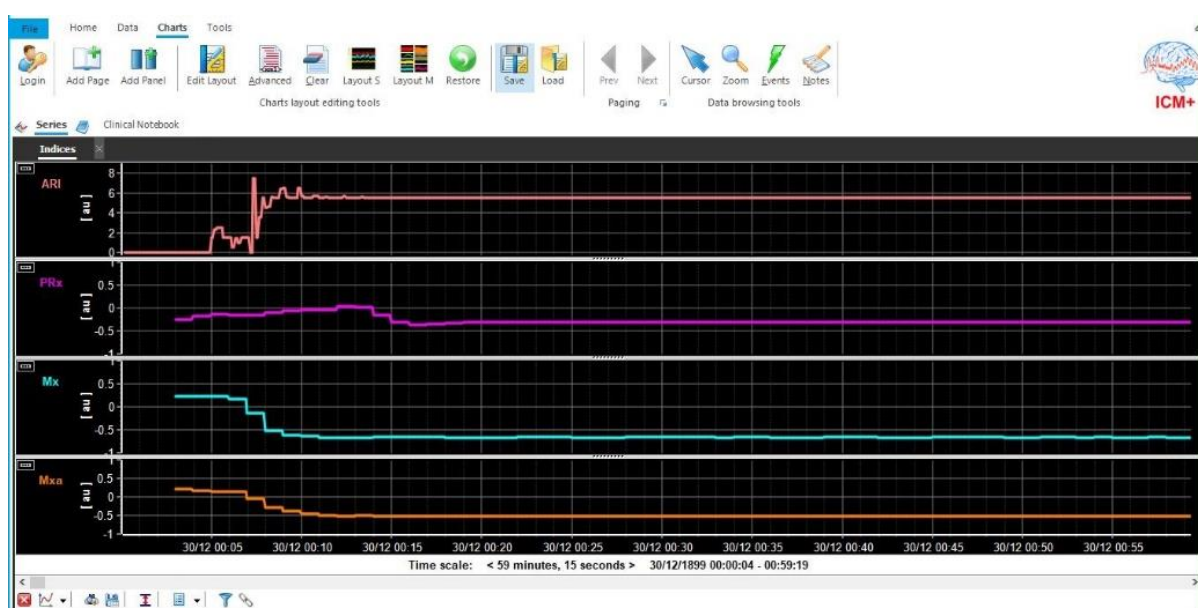 File Home Data Charts Tools
Login Add Page Add Panel Edit Layout Advanced Clear Layout S Layout M Restore Save Load Prev Next Cursor Zoom Events Notes
Charts layout editing tools Paging Data browsing tools
ICM+
Series Clinical Notebook
Indices
ARI
[ au ]
8
6
4
2
0
PRx
[ au ]
1
0.5
0
-0.5
-1
Mx
[ au ]
1
0.5
0
-0.5
-1
Mxa
[ au ]
1
0.5
0
-0.5
-1
30/12 00:05 30/12 00:10 30/12 00:15 30/12 00:20 30/12 00:25 30/12 00:30 30/12 00:35 30/12 00:40 30/12 00:45 30/12 00:50 30/12 00:55
Time scale: < 59 minutes, 15 seconds > 30/12/1899 00:00:04 - 00:59:19